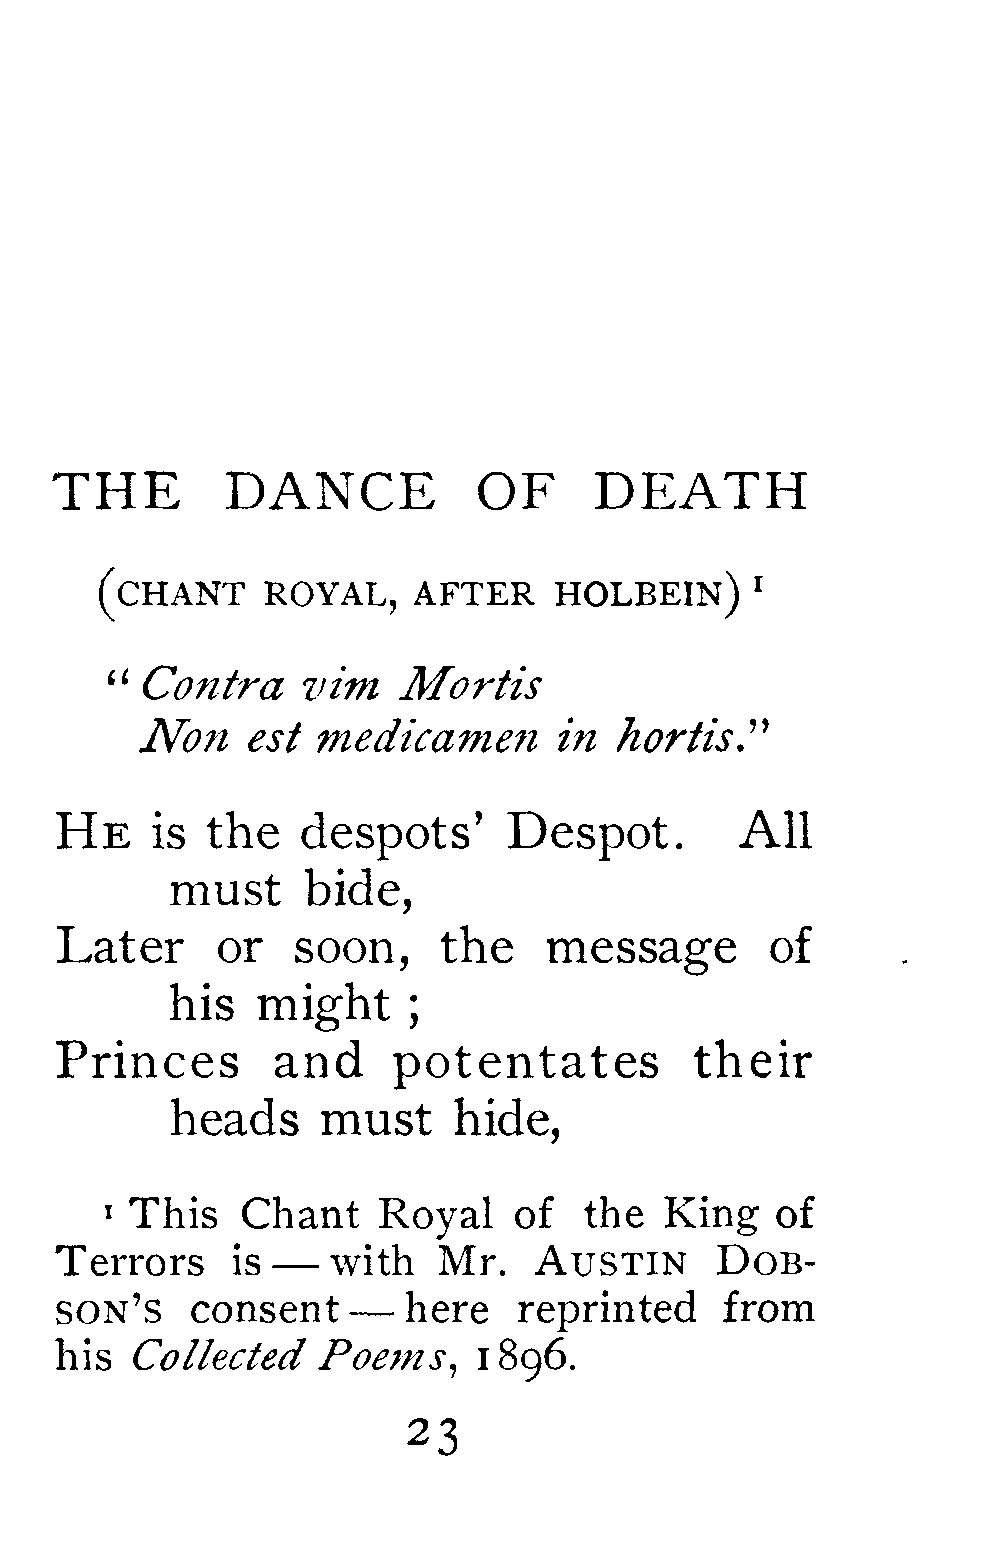 THE DANCE OF DEATH
(CHANT ROYAL, AFTER HOLBEIN) ¹
“ Contra vim Mortis
Non est medicamen in hortis.”
HE is the despots’ Despot. All
must bide,
Later or soon, the message of
his might ;
Princes and potentates their
heads must hide,
¹ This Chant Royal of the King of
Terrors is — with Mr. AUSTIN DOB-
SON’S consent — here reprinted from
his Collected Poems, 1896.
23